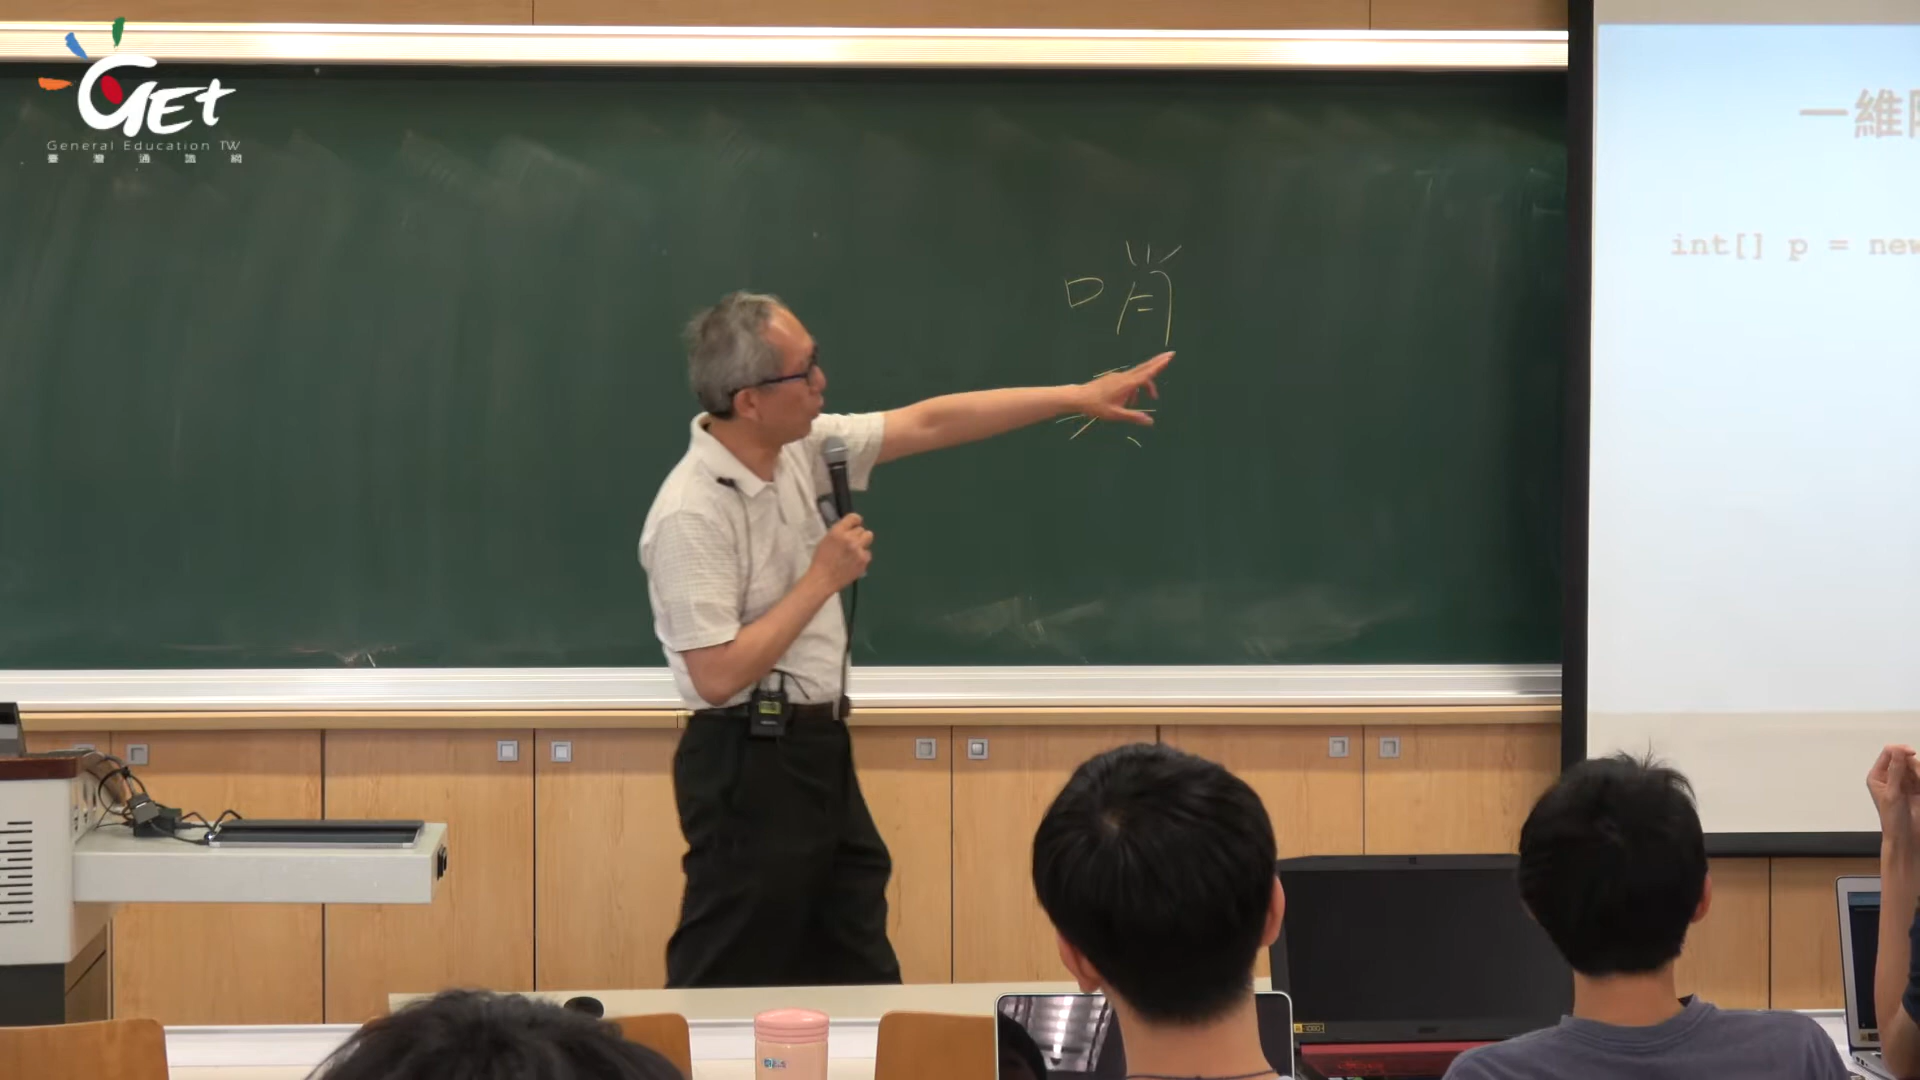 GET
General Education TW
臺灣通識網
哨
一維
int[] p = new